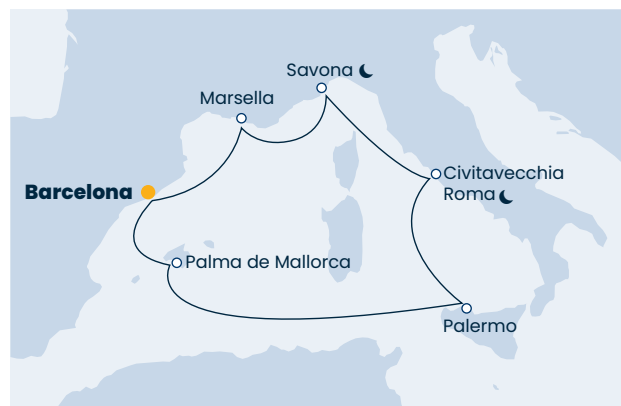 Savona
Marsella
Barcelona
Civitavecchia
Roma
Palma de Mallorca
Palermo